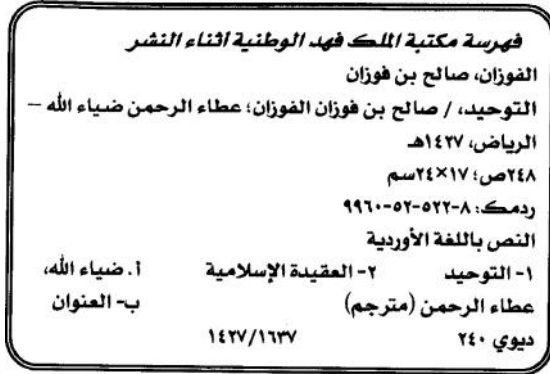 فهرسة مكتبة الملك فهد الوطنية أثناء النشر
الفوزان، صالح بن فوزان
التوحيد، / صالح بن فوزان الفوزان؛ عطاء الرحمن ضياء الله –
الرياض، ١٤٢٧هـ
٢٤٨ص؛ ١٧×٢٤سم
ردمك: ٨-٥٢٢-٥٢-٩٩٦٠
النص باللغة الأوردية
١- التوحيد ٢- العقيدة الإسلامية أ. ضياء الله،
عطاء الرحمن (مترجم) ب- العنوان
ديوي ٢٤٠ ١٤٢٧/١٦٣٧